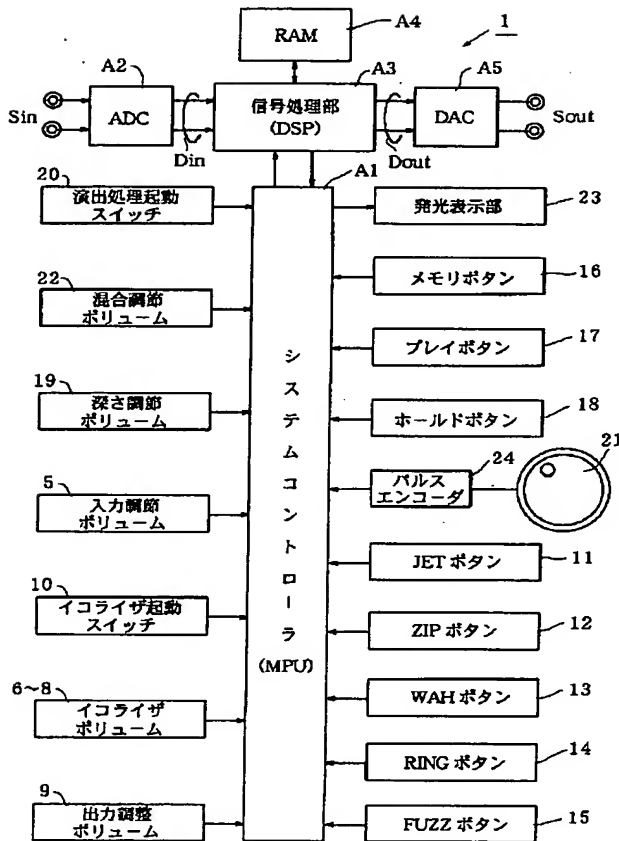 RAM
A4
1
A2
A3
A5
Sin
ADC
Din
信号処理部
(DSP)
Dout
DAC
Sout
A1
20
演出処理起動
スイッチ
発光表示部
23
22
混合調節
ボリューム
メモリボタン
16
プレイボタン
17
19
深さ調節
ボリューム
ホールドボタン
18
21
24
パルス
エンコーダ
5
入力調節
ボリューム
システムコントローラ
(MPU)
JETボタン
11
10
イコライザ起動
スイッチ
ZIPボタン
12
6~8
イコライザ
ボリューム
WAHボタン
13
RINGボタン
14
9
出力調整
ボリューム
FUZZボタン
15